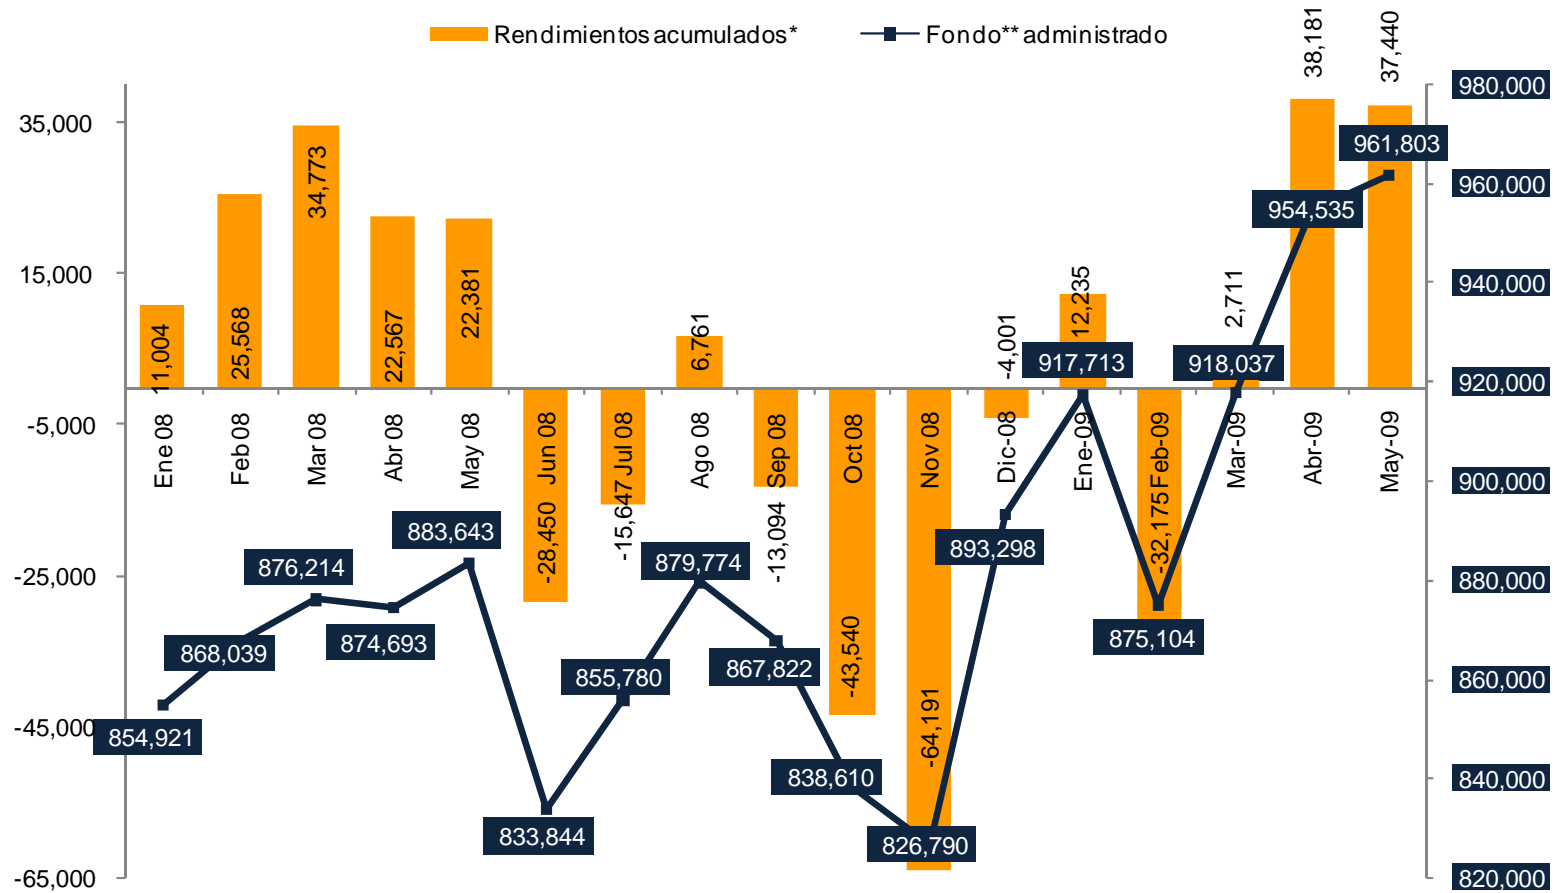 Rendimientos acumulados*
Fondo** administrado
35,000
15,000
-5,000
-25,000
-45,000
-65,000
980,000
960,000
940,000
920,000
900,000
880,000
860,000
840,000
820,000
11,004
25,568
34,773
22,567
22,381
-28,450
-15,647
6,761
-13,094
-43,540
-64,191
-4,001
12,235
-32,175
2,711
38,181
37,440
Ene 08
Feb 08
Mar 08
Abr 08
May 08
Jun 08
Jul 08
Ago 08
Sep 08
Oct 08
Nov 08
Dic-08
Ene-09
Feb-09
Mar-09
Abr-09
May-09
854,921
868,039
876,214
874,693
883,643
833,844
855,780
879,774
867,822
838,610
826,790
893,298
917,713
875,104
918,037
954,535
961,803